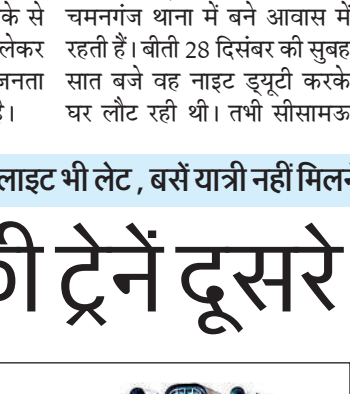 के से
लेकर
जनता
है।
चमनगंज थाना में बने आवास में
रहती हैं। बीती 28 दिसंबर की सुबह
सात बजे वह नाइट ड्यूटी करके
घर लौट रही थी। तभी सीसामऊ
लाइट भी लेट , बसें यात्री नहीं मिलने
की ट्रेनें दूसरे